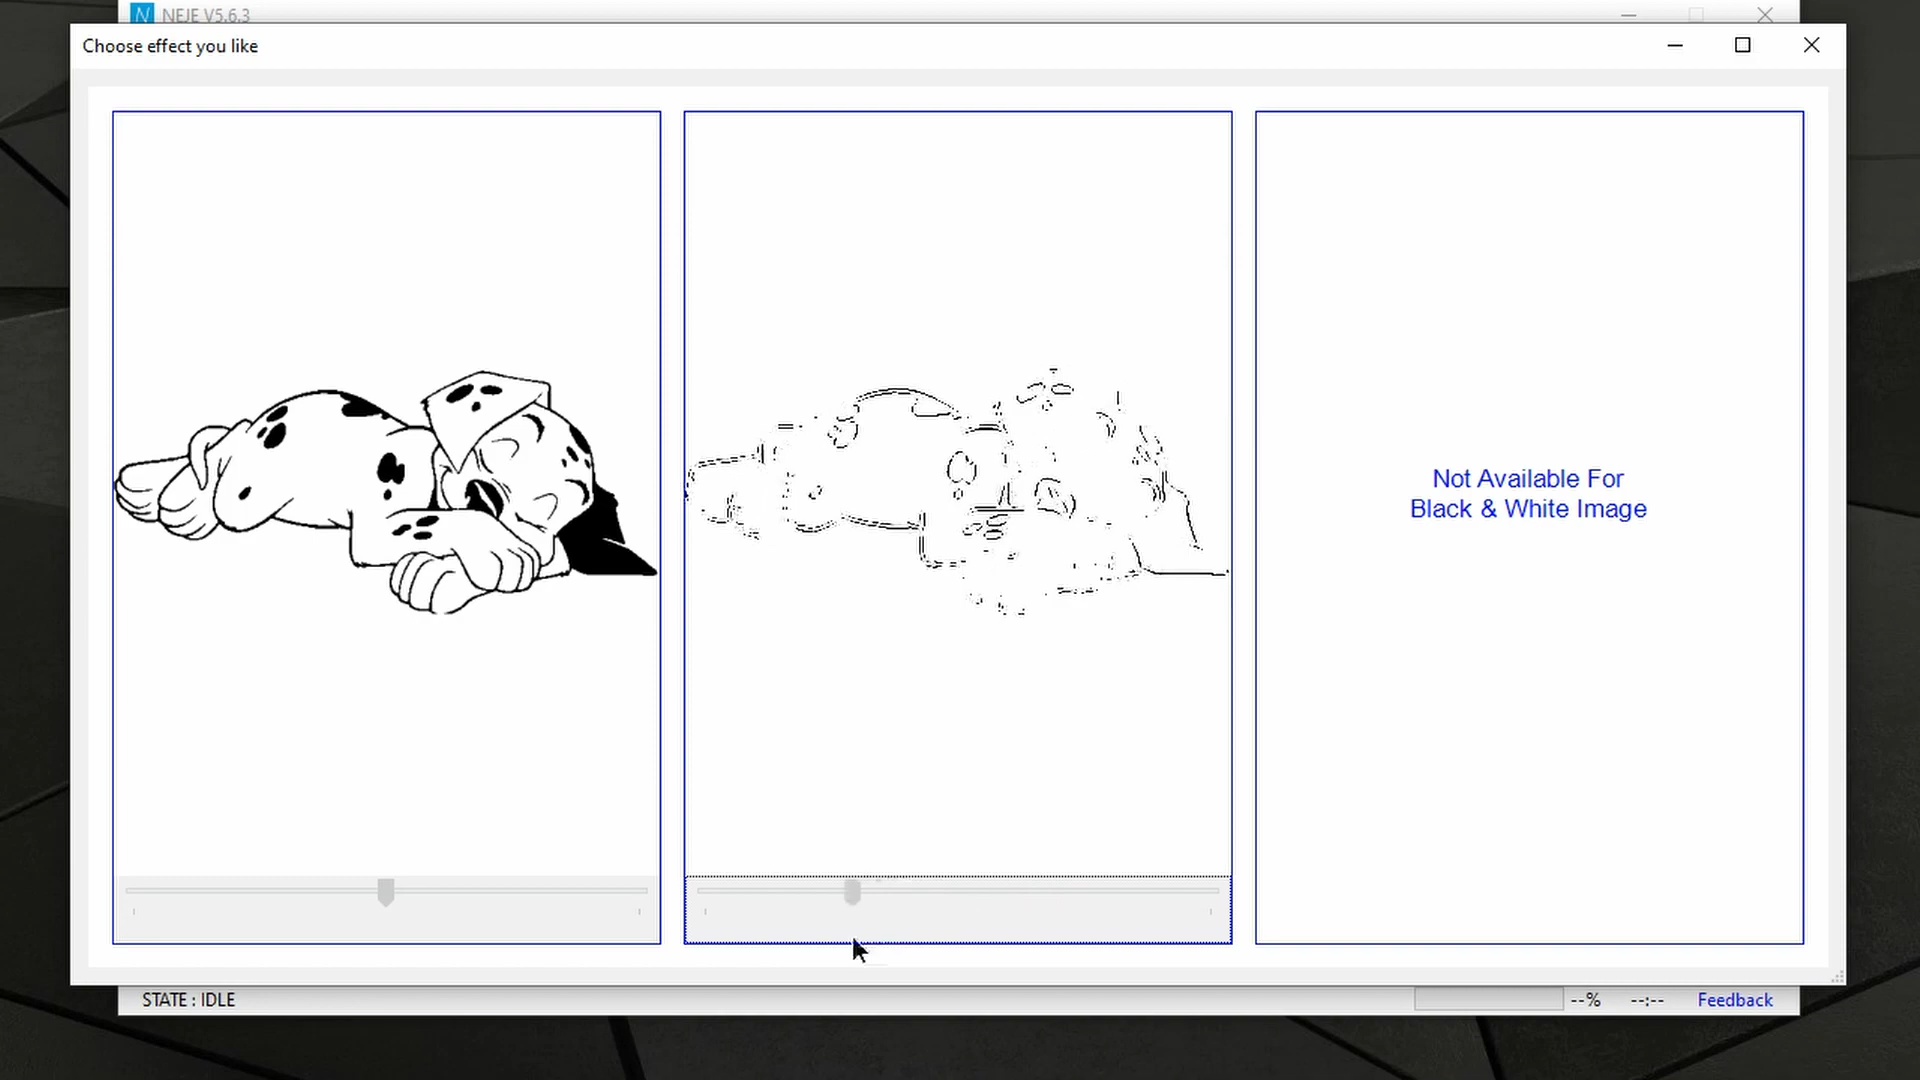 NEJE V5.6.3
Choose effect you like
Not Available For
Black & White Image
STATE : IDLE
--%
--:--
Feedback